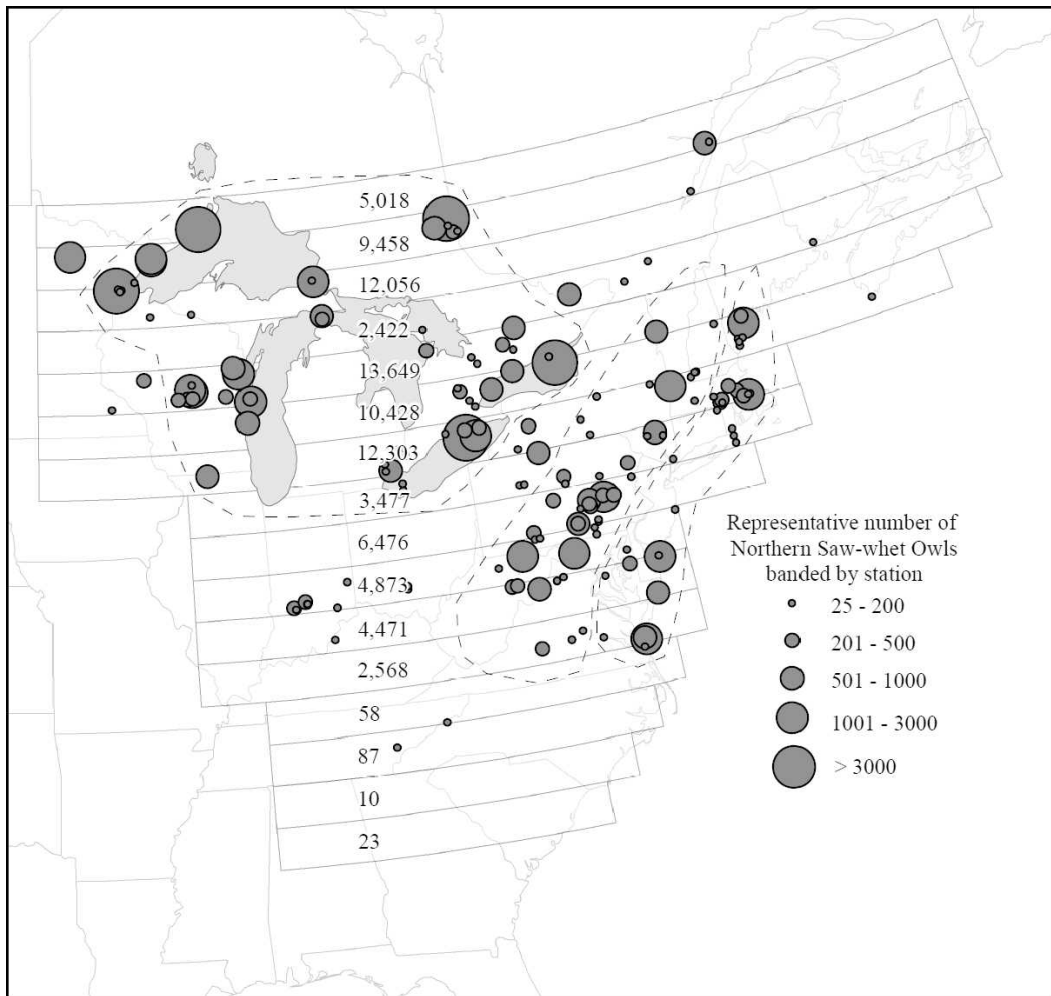 5,018
9,458
12,056
2,422
13,649
10,428
12,303
3,477
6,476
4,873
4,471
2,568
58
87
10
23
Representative number of
Northern Saw-whet Owls
banded by station
25 - 200
201 - 500
501 - 1000
1001 - 3000
> 3000